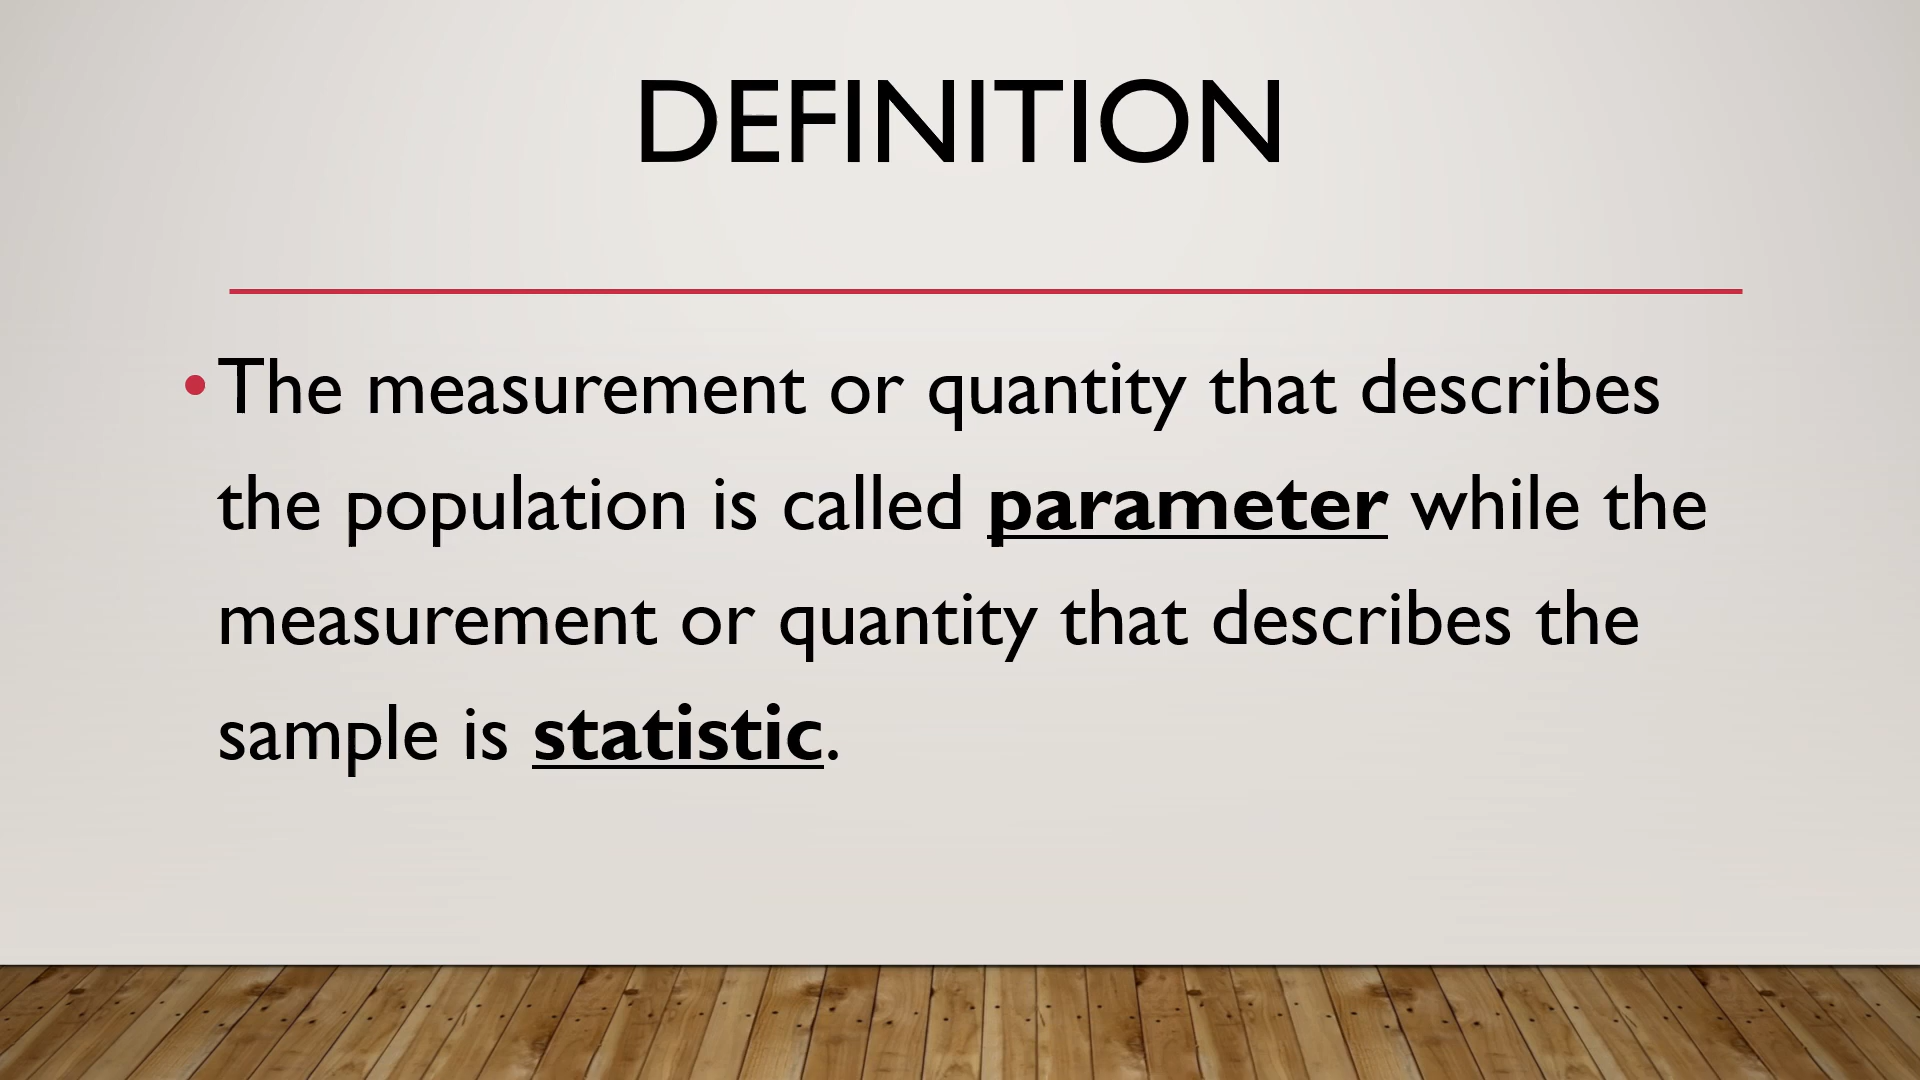 DEFINITION
• The measurement or quantity that describes
the population is called parameter while the
measurement or quantity that describes the
sample is statistic.